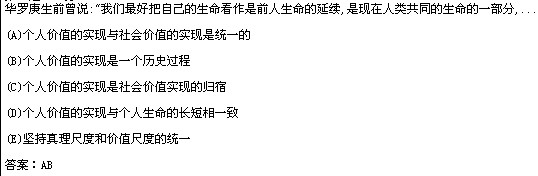 华罗庚生前曾说:“我们最好把自己的生命看作是前人生命的延续,是现在人类共同的生命的一部分,...
(A)个人价值的实现与社会价值的实现是统一的
(B)个人价值的实现是一个历史过程
(C)个人价值的实现是社会价值实现的归宿
(D)个人价值的实现与个人生命的长短相一致
(E)坚持真理尺度和价值尺度的统一
答案：AB